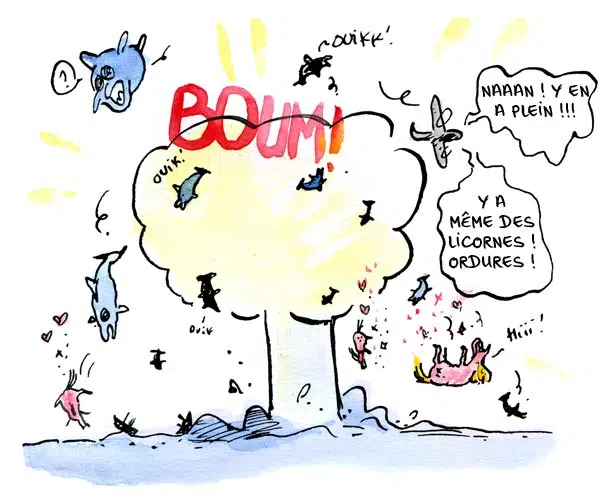 ~OUIKK!
?
BOUM!
NAAAN ! Y EN
A PLEIN !!!
OUIK.
Y A
MÊME DES
LICORNES !
ORDURES !
OUIK
Hiii !